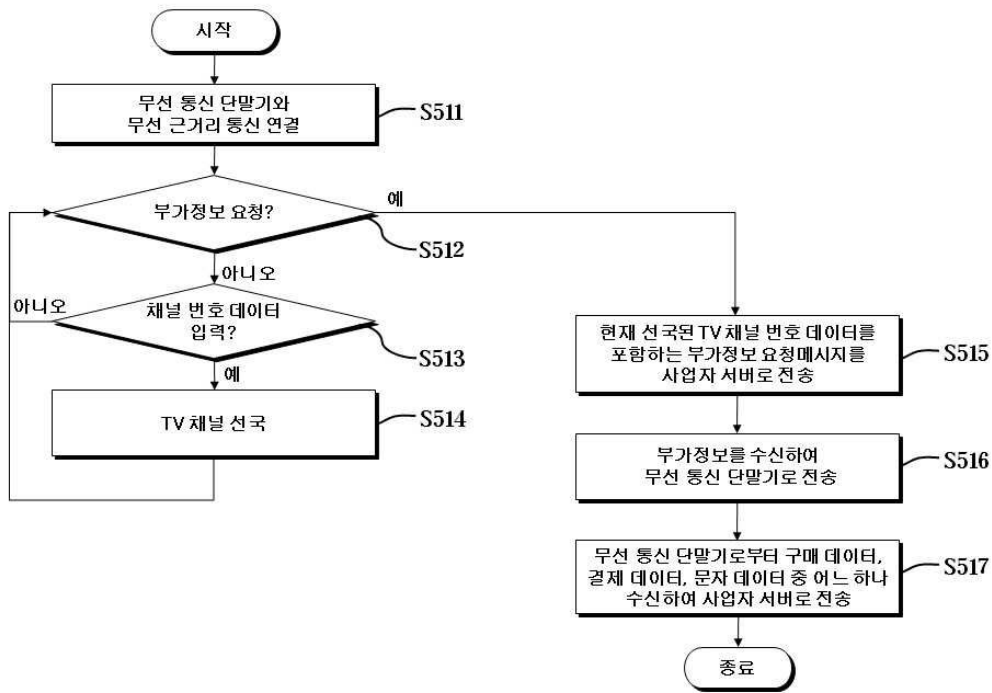 시작
무선 통신 단말기와
무선 근거리 통신 연결
S511
부가정보 요청?
예
S512
아니오
아니오
채널 번호 데이터
입력?
S513
예
TV 채널 선국
S514
현재 선국된 TV 채널 번호 데이터를
포함하는 부가정보 요청메시지를
사업자 서버로 전송
S515
부가정보를 수신하여
무선 통신 단말기로 전송
S516
무선 통신 단말기로부터 구매 데이터,
결제 데이터, 문자 데이터 중 어느 하나
수신하여 사업자 서버로 전송
S517
종료